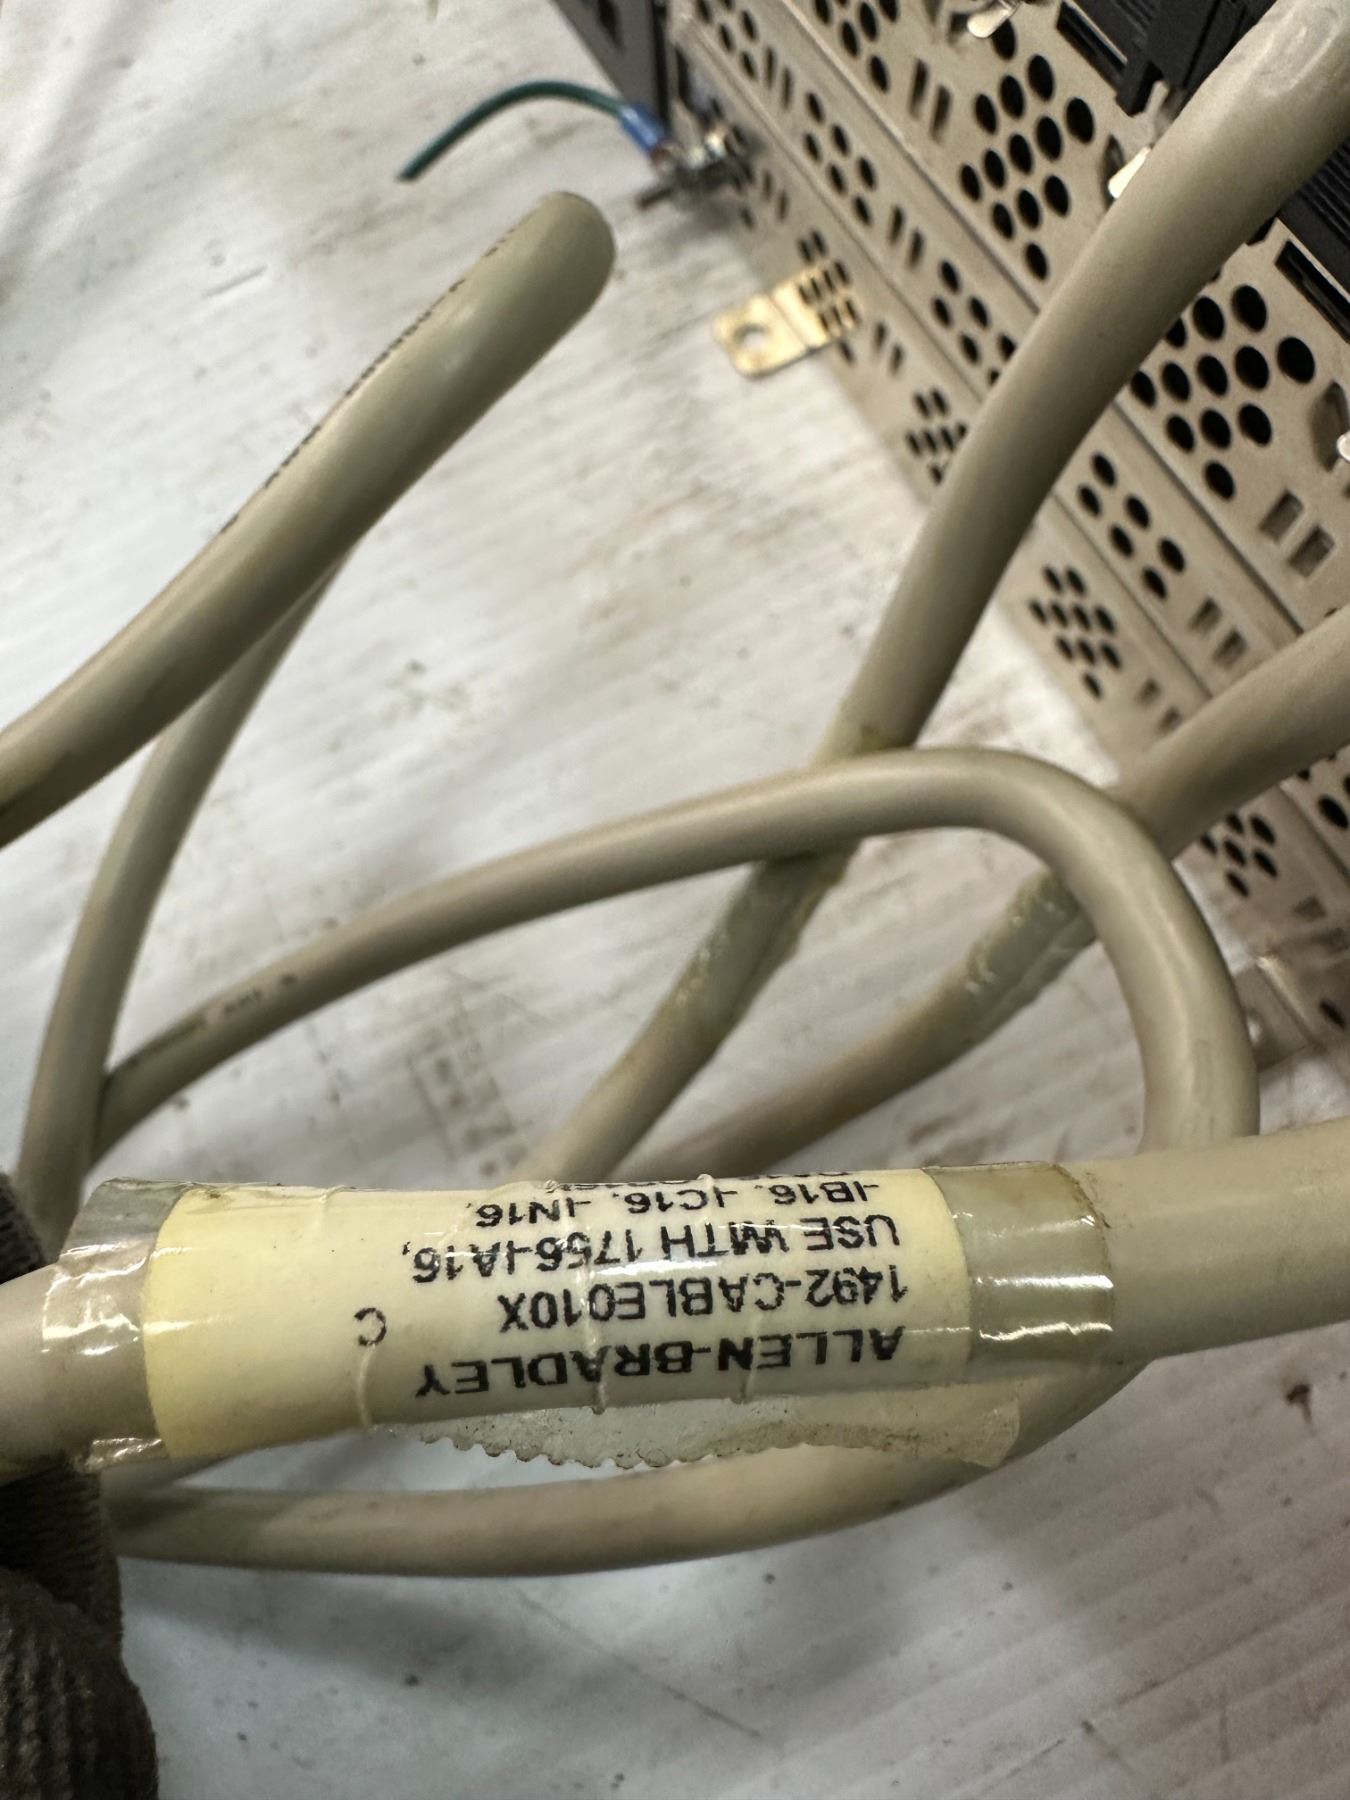 ALLEN-BRADLEY
1492-CABLE010X C
USE WITH 1756-IA16,
-IB16, -IC16, -IN16,